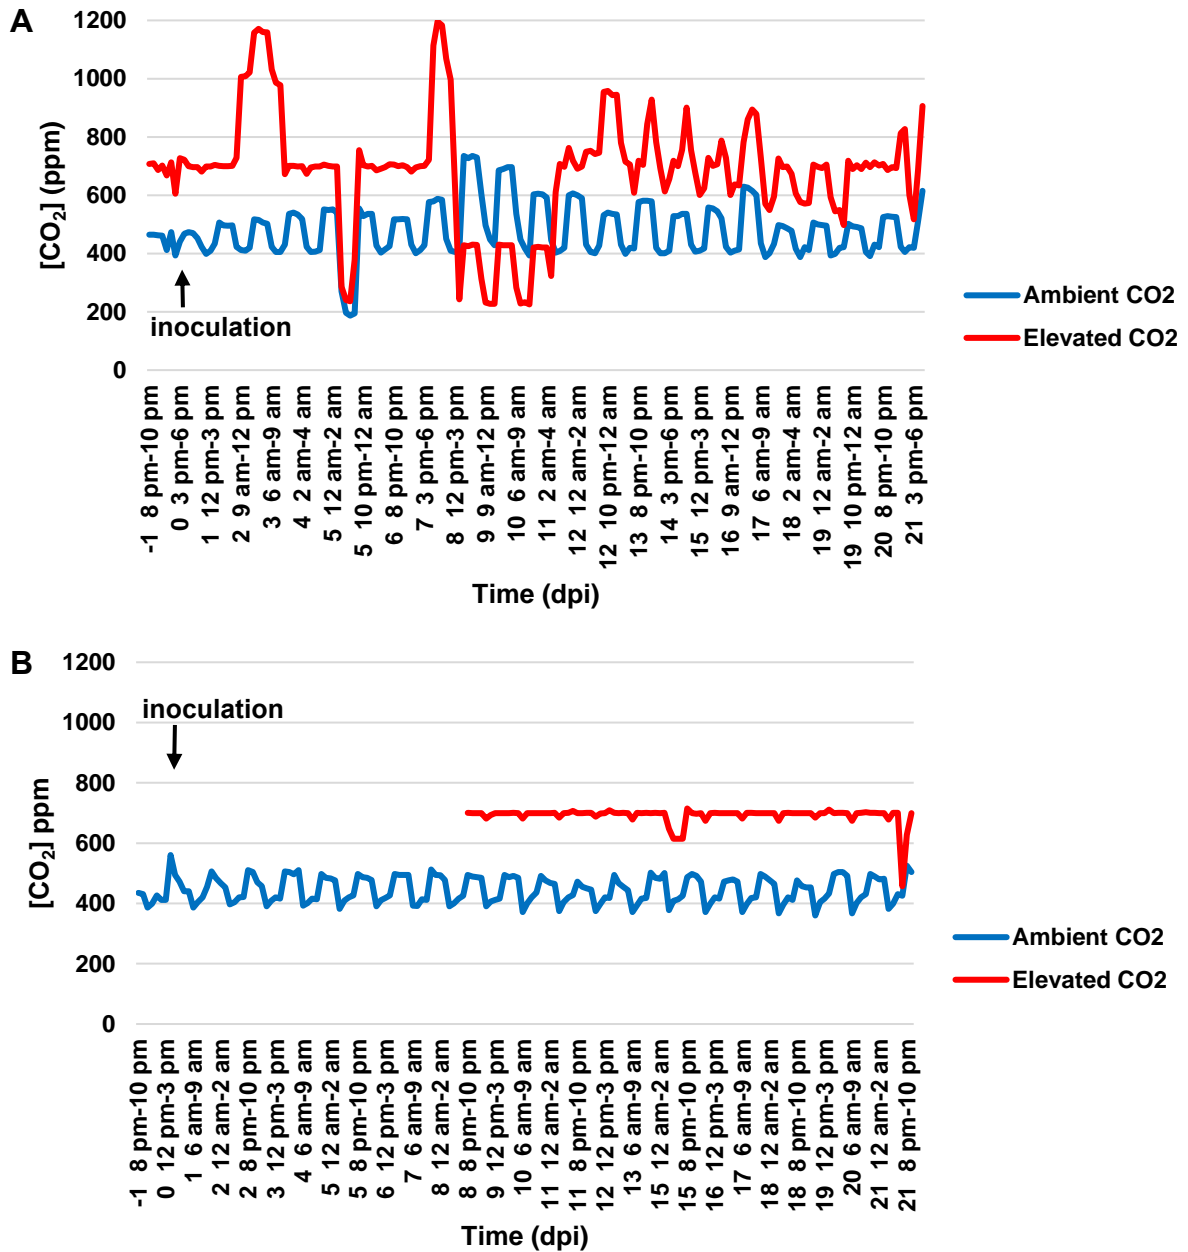 A
1200
1000
800
600
400
200
0
[CO₂] (ppm)
inoculation
Ambient CO2
Elevated CO2
-1 8 pm-10 pm
0 3 pm-6 pm
1 12 pm-3 pm
2 9 am-12 pm
3 6 am-9 am
4 2 am-4 am
5 12 am-2 am
5 10 pm-12 am
6 8 pm-10 pm
7 3 pm-6 pm
8 12 pm-3 pm
9 9 am-12 pm
10 6 am-9 am
11 2 am-4 am
12 12 am-2 am
12 10 pm-12 am
13 8 pm-10 pm
14 3 pm-6 pm
15 12 pm-3 pm
16 9 am-12 pm
17 6 am-9 am
18 2 am-4 am
19 12 am-2 am
19 10 pm-12 am
20 8 pm-10 pm
21 3 pm-6 pm
Time (dpi)
B
1200
1000
800
600
400
200
0
[CO₂] ppm
inoculation
Ambient CO2
Elevated CO2
-1 8 pm-10 pm
0 12 pm-3 pm
1 6 am-9 am
2 12 am-2 am
2 8 pm-10 pm
3 12 pm-3 pm
4 6 am-9 am
5 12 am-2 am
5 8 pm-10 pm
6 12 pm-3 pm
7 6 am-9 am
8 12 am-2 am
8 8 pm-10 pm
9 12 pm-3 pm
10 6 am-9 am
11 12 am-2 am
11 8 pm-10 pm
12 12 pm-3 pm
13 6 am-9 am
15 12 am-2 am
15 8 pm-10 pm
16 12 pm-3 pm
17 6 am-9 am
18 12 am-2 am
18 8 pm-10 pm
19 12 pm-3 pm
20 6 am-9 am
21 12 am-2 am
21 8 pm-10 pm
Time (dpi)